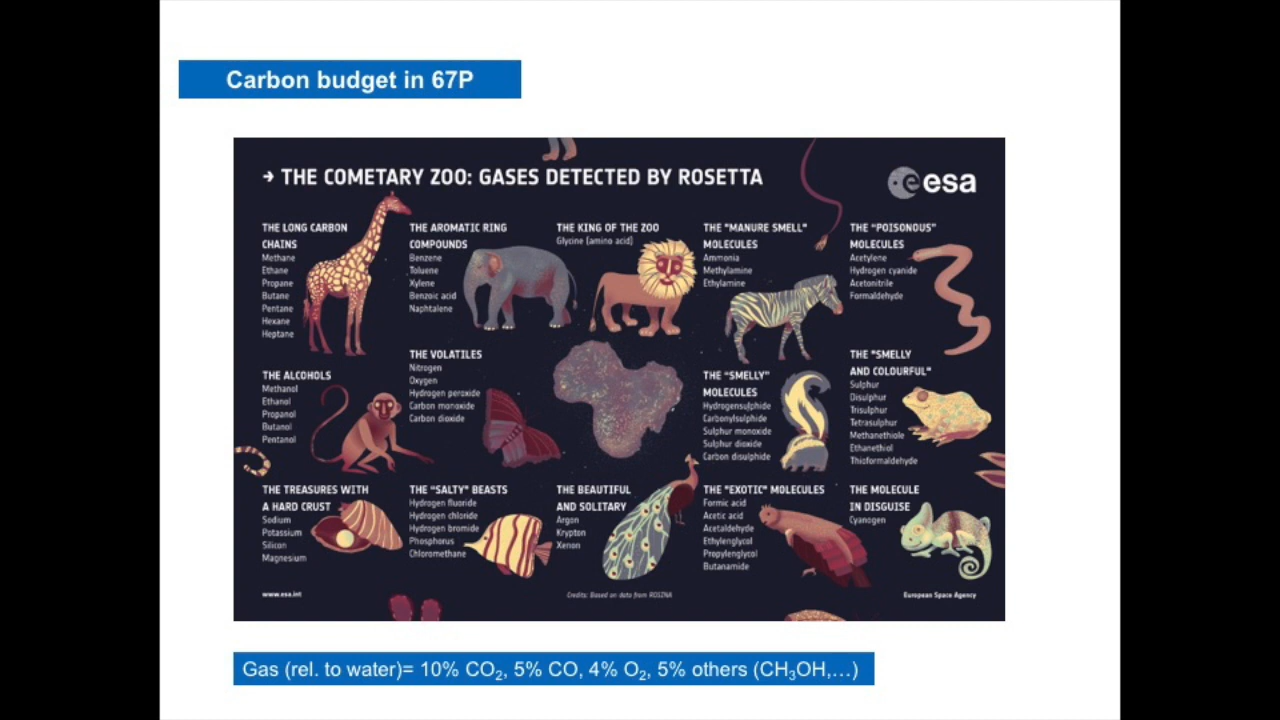 Carbon budget in 67P
→ THE COMETARY ZOO: GASES DETECTED BY ROSETTA
esa
THE LONG CARBON
CHAINS
Methane
Ethane
Propane
Butane
Pentane
Hexane
Heptane
THE AROMATIC RING
COMPOUNDS
Benzene
Toluene
Xylene
Benzoic acid
Naphtalene
THE KING OF THE ZOO
Glycine (amino acid)
THE "MANURE SMELL"
MOLECULES
Ammonia
Methylamine
Ethylamine
THE "POISONOUS"
MOLECULES
Acetylene
Hydrogen cyanide
Acetonitrile
Formaldehyde
THE ALCOHOLS
Methanol
Ethanol
Propanol
Butanol
Pentanol
THE VOLATILES
Nitrogen
Oxygen
Hydrogen peroxide
Carbon monoxide
Carbon dioxide
THE "SMELLY"
MOLECULES
Hydrogensulphide
Carbonylsulphide
Sulphur monoxide
Sulphur dioxide
Carbon disulphide
THE "SMELLY
AND COLOURFUL"
Sulphur
Disulphur
Trisulphur
Tetrasulphur
Methanethiole
Ethanethiol
Thioformaldehyde
THE TREASURES WITH
A HARD CRUST
Sodium
Potassium
Silicon
Magnesium
THE "SALTY" BEASTS
Hydrogen fluoride
Hydrogen chloride
Hydrogen bromide
Phosphorus
Chloromethane
THE BEAUTIFUL
AND SOLITARY
Argon
Krypton
Xenon
THE "EXOTIC" MOLECULES
Formic acid
Acetic acid
Acetaldehyde
Ethylenglycol
Propylenglycol
Butanamide
THE MOLECULE
IN DISGUISE
Cyanogen
www.esa.int
Credits: Based on data from ROSINA
European Space Agency
Gas (rel. to water)= 10% CO₂, 5% CO, 4% O₂, 5% others (CH₃OH,…)